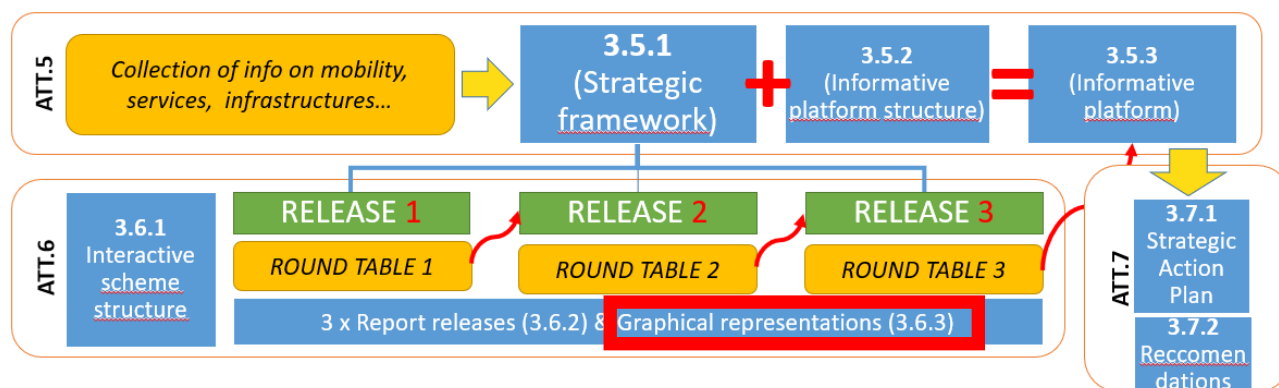 ATT.5
Collection of info on mobility,
services, infrastructures…
3.5.1
(Strategic
framework)
+
3.5.2
(Informative
platform structure)
=
3.5.3
(Informative
platform)
ATT.6
3.6.1
Interactive
scheme
structure
RELEASE 1
RELEASE 2
RELEASE 3
ROUND TABLE 1
ROUND TABLE 2
ROUND TABLE 3
3 x Report releases (3.6.2) & Graphical representations (3.6.3)
ATT.7
3.7.1
Strategic
Action
Plan
3.7.2
Reccomen
dations